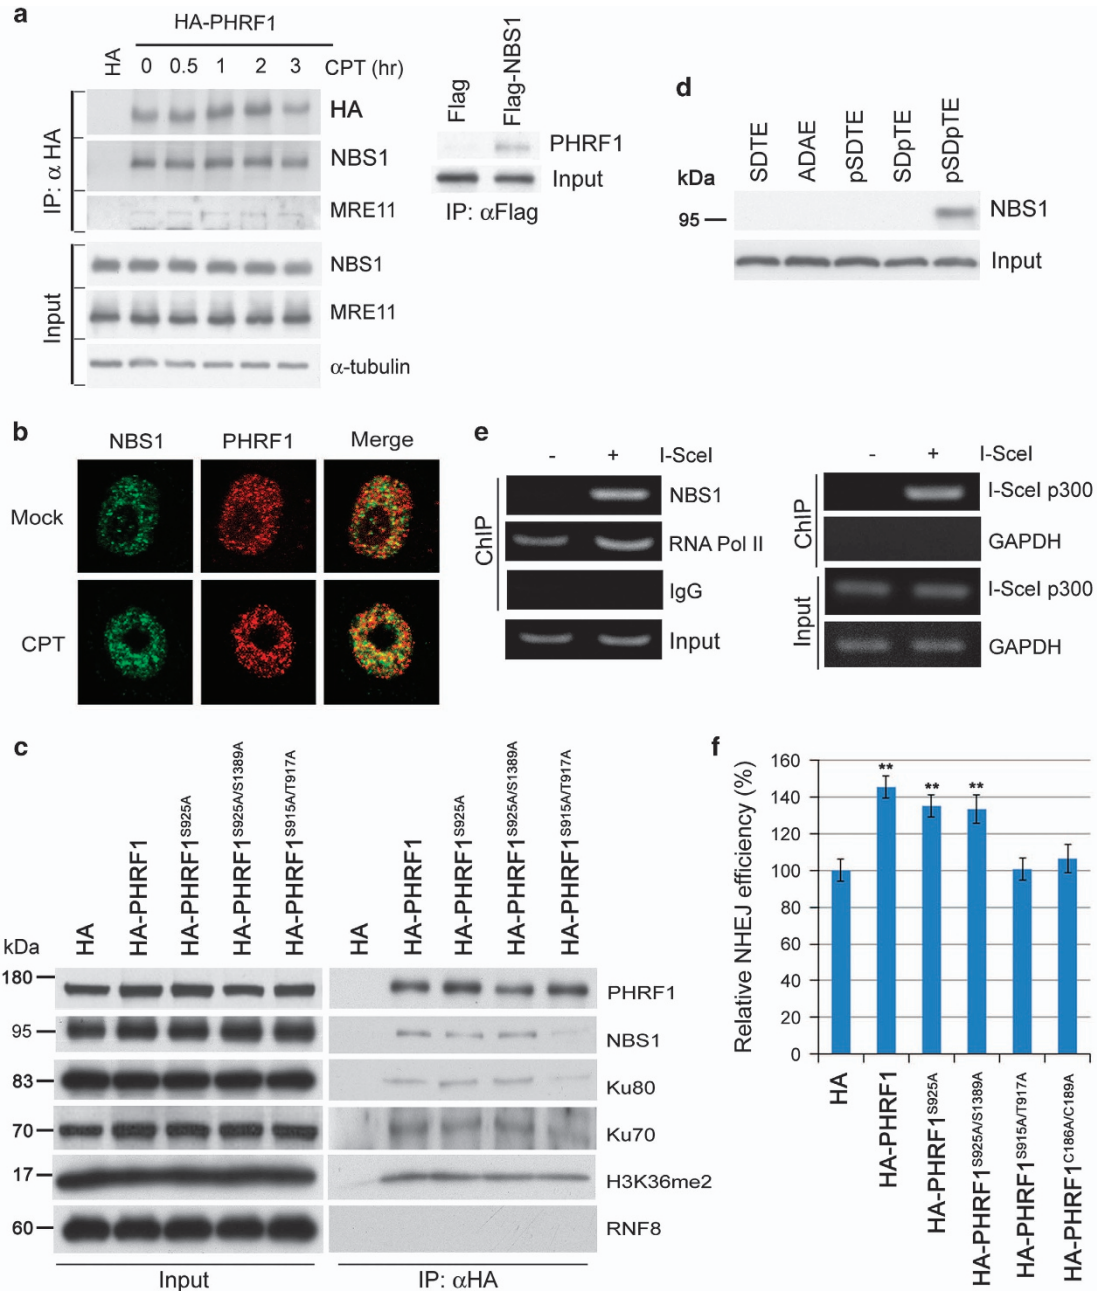 a
HA-PHRF1
HA 0 0.5 1 2 3 CPT (hr)
IP: α HA
HA
NBS1
MRE11
Input
NBS1
MRE11
α-tubulin
Flag
Flag-NBS1
PHRF1
Input
IP: αFlag
d
SDTE
ADAE
pSDTE
SDpTE
pSDpTE
kDa
95
NBS1
Input
b
NBS1 PHRF1 Merge
Mock
CPT
e
- + I-SceI
ChIP
NBS1
RNA Pol II
IgG
Input
- + I-SceI
ChIP
I-SceI p300
GAPDH
Input
I-SceI p300
GAPDH
c
kDa
HA
HA-PHRF1
HA-PHRF1S925A
HA-PHRF1S925A/S1389A
HA-PHRF1S915A/T917A
HA
HA-PHRF1
HA-PHRF1S925A
HA-PHRF1S925A/S1389A
HA-PHRF1S915A/T917A
180 PHRF1
95 NBS1
83 Ku80
70 Ku70
17 H3K36me2
60 RNF8
Input
IP: αHA
f
Relative NHEJ efficiency (%)
160
140
120
100
80
60
40
20
0
** ** **
HA
HA-PHRF1
HA-PHRF1S925A
HA-PHRF1S925A/S1389A
HA-PHRF1S915A/T917A
HA-PHRF1C186A/C189A